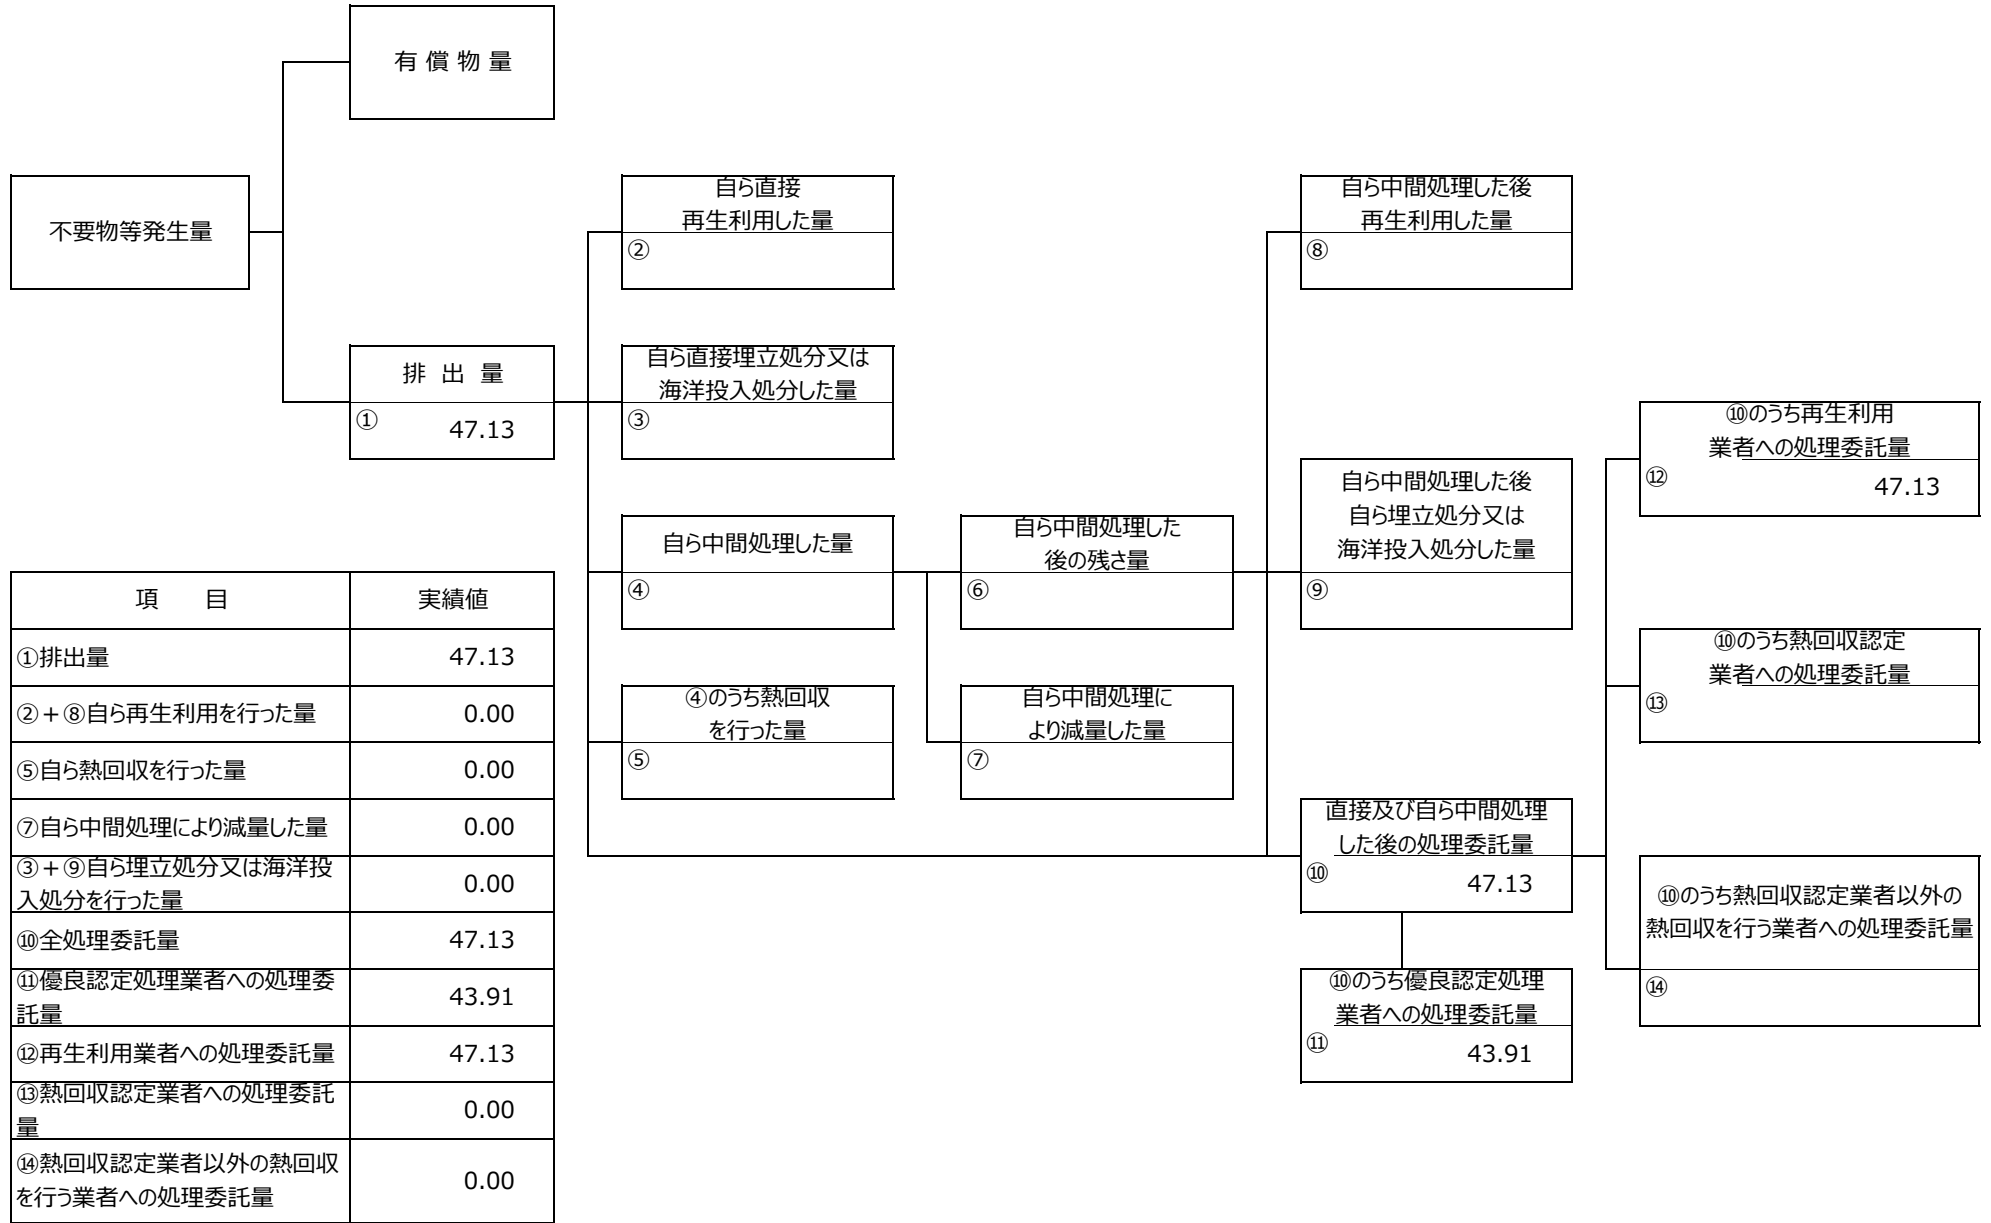 有 償 物 量
不要物等発生量
自ら直接
再生利用した量
②
自ら中間処理した後
再生利用した量
⑧
排 出 量
① 47.13
自ら直接埋立処分又は
海洋投入処分した量
③
⑩のうち再生利用
業者への処理委託量
⑫ 47.13
自ら中間処理した量
④
自ら中間処理した
後の残さ量
⑥
自ら中間処理した後
自ら埋立処分又は
海洋投入処分した量
⑨
⑩のうち熱回収認定
業者への処理委託量
⑬
④のうち熱回収
を行った量
⑤
自ら中間処理に
より減量した量
⑦
直接及び自ら中間処理
した後の処理委託量
⑩ 47.13
⑩のうち熱回収認定業者以外の
熱回収を行う業者への処理委託量
⑭
⑩のうち優良認定処理
業者への処理委託量
⑪ 43.91
項 目 実績値
①排出量 47.13
②+⑧自ら再生利用を行った量 0.00
⑤自ら熱回収を行った量 0.00
⑦自ら中間処理により減量した量 0.00
③+⑨自ら埋立処分又は海洋投
入処分を行った量 0.00
⑩全処理委託量 47.13
⑪優良認定処理業者への処理委
託量 43.91
⑫再生利用業者への処理委託量 47.13
⑬熱回収認定業者への処理委託
量 0.00
⑭熱回収認定業者以外の熱回収
を行う業者への処理委託量 0.00